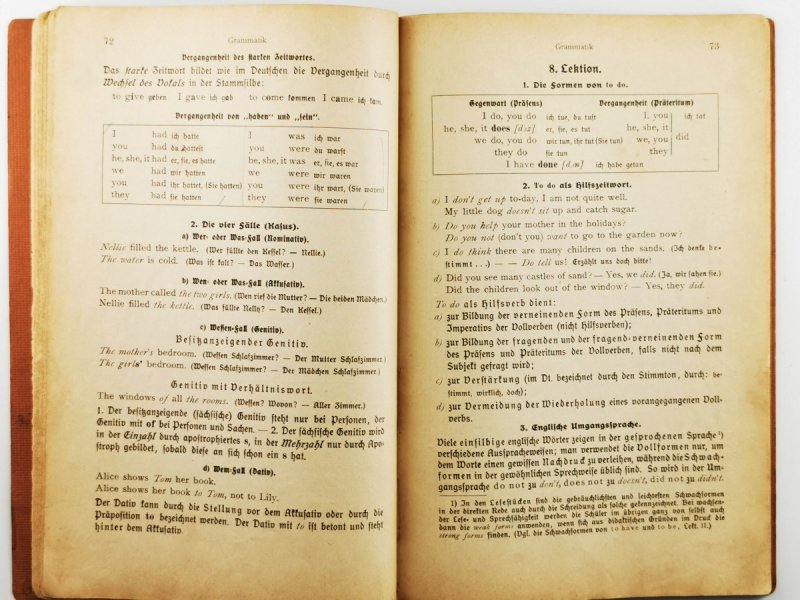 72
Grammatik
Vergangenheit des starken Zeitwortes.
Das starke Zeitwort bildet wie im Deutschen die Vergangenheit durch
Wechsel des Vokals in der Stammsilbe:
to give geben I gave ich gab to come kommen I came ich kam.
Vergangenheit von „haben“ und „sein“.
I had ich hatte I was ich war
you had du hattest you were du warst
he, she, it had er, sie, es hatte he, she, it was er, sie, es war
we had wir hatten we were wir waren
you had ihr hattet, (Sie hatten) you were ihr wart, (Sie waren)
they had sie hatten they were sie waren
2. Die vier Fälle (Kasus).
a) Wer- oder Was-Fall (Nominativ).
Nellie filled the kettle. (Wer füllte den Kessel? — Nellie.)
The water is cold. (Was ist kalt? — Das Wasser.)
b) Wen- oder Was-Fall (Akkusativ).
The mother called the two girls. (Wen rief die Mutter? — Die beiden Mädchen.)
Nellie filled the kettle. (Was füllte Nelly? — Den Kessel.)
c) Wessen-Fall (Genitiv).
Besitzanzeigender Genitiv.
The mother's bedroom. (Wessen Schlafzimmer? — Der Mutter Schlafzimmer.)
The girls' bedroom. (Wessen Schlafzimmer? — Der Mädchen Schlafzimmer.)
Genitiv mit Verhältniswort.
The windows of all the rooms. (Wessen? Wovon? — Aller Zimmer.)
1. Der besitzanzeigende (sächsische) Genitiv steht nur bei Personen, der
Genitiv mit of bei Personen und Sachen. — 2. Der sächsische Genitiv wird
in der Einzahl durch apostrophiertes s, in der Mehrzahl nur durch Apo-
stroph gebildet, sobald diese an sich schon ein s hat.
d) Wem-Fall (Dativ).
Alice shows Tom her book.
Alice shows her book to Tom, not to Lily.
Der Dativ kann durch die Stellung vor dem Akkusativ oder durch die
Präposition to bezeichnet werden. Der Dativ mit to ist betont und steht
hinter dem Akkusativ.
Grammatik
73
8. Lektion.
1. Die Formen von to do.
Gegenwart (Präsens) Vergangenheit (Präteritum)
I do, you do ich tue, du tust I, you ich tat
he, she, it does [dʌz] er, sie, es tut he, she, it
we do, you do wir tun, ihr tut (Sie tun) we, you did
they do sie tun they
I have done [dʌn] ich habe getan
2. To do als Hilfszeitwort.
a) I don't get up to-day, I am not quite well.
My little dog doesn't sit up and catch sugar.
b) Do you help your mother in the holidays?
Do you not (don't you) want to go to the garden now?
c) I do think there are many children on the sands. (Ich denke be-
stimmt . . .) — — Do tell us! Erzählt uns doch bitte!
d) Did you see many castles of sand? — Yes, we did. (Ja, wir sahen sie.)
Did the children look out of the window? — Yes, they did.
To do als Hilfsverb dient:
a) zur Bildung der verneinenden Form des Präsens, Präteritums und
Imperativs der Vollverben (nicht Hilfsverben);
b) zur Bildung der fragenden und der fragend-verneinenden Form
des Präsens und Präteritums der Vollverben, falls nicht nach dem
Subjekt gefragt wird;
c) zur Verstärkung (im Dt. bezeichnet durch den Stimmton, durch: be-
stimmt, wirklich, doch);
d) zur Vermeidung der Wiederholung eines vorangegangenen Voll-
verbs.
3. Englische Umgangssprache.
Viele einsilbige englische Wörter zeigen in der gesprochenen Sprache¹)
verschiedene Ausspracheweisen; man verwendet die Vollformen nur, um
dem Worte einen gewissen Nachdruck zu verleihen, während die Schwach-
formen in der gewöhnlichen Sprechweise üblich sind. So wird in der Um-
gangssprache do not zu don't, does not zu doesn't, did not zu didn't.
1) In den Lesestücken sind die gebräuchlichsten und leichtesten Schwachformen
in der direkten Rede auch durch die Schreibung als solche gekennzeichnet. Bei wachsen-
der Lese- und Sprechfähigkeit werden die Schüler im übrigen ganz von selbst auch
dann die weak forms anwenden, wenn sich aus didaktischen Gründen im Druck die
strong forms finden. (Vgl. die Schwachformen von to have und to be, Lekt. 11.)